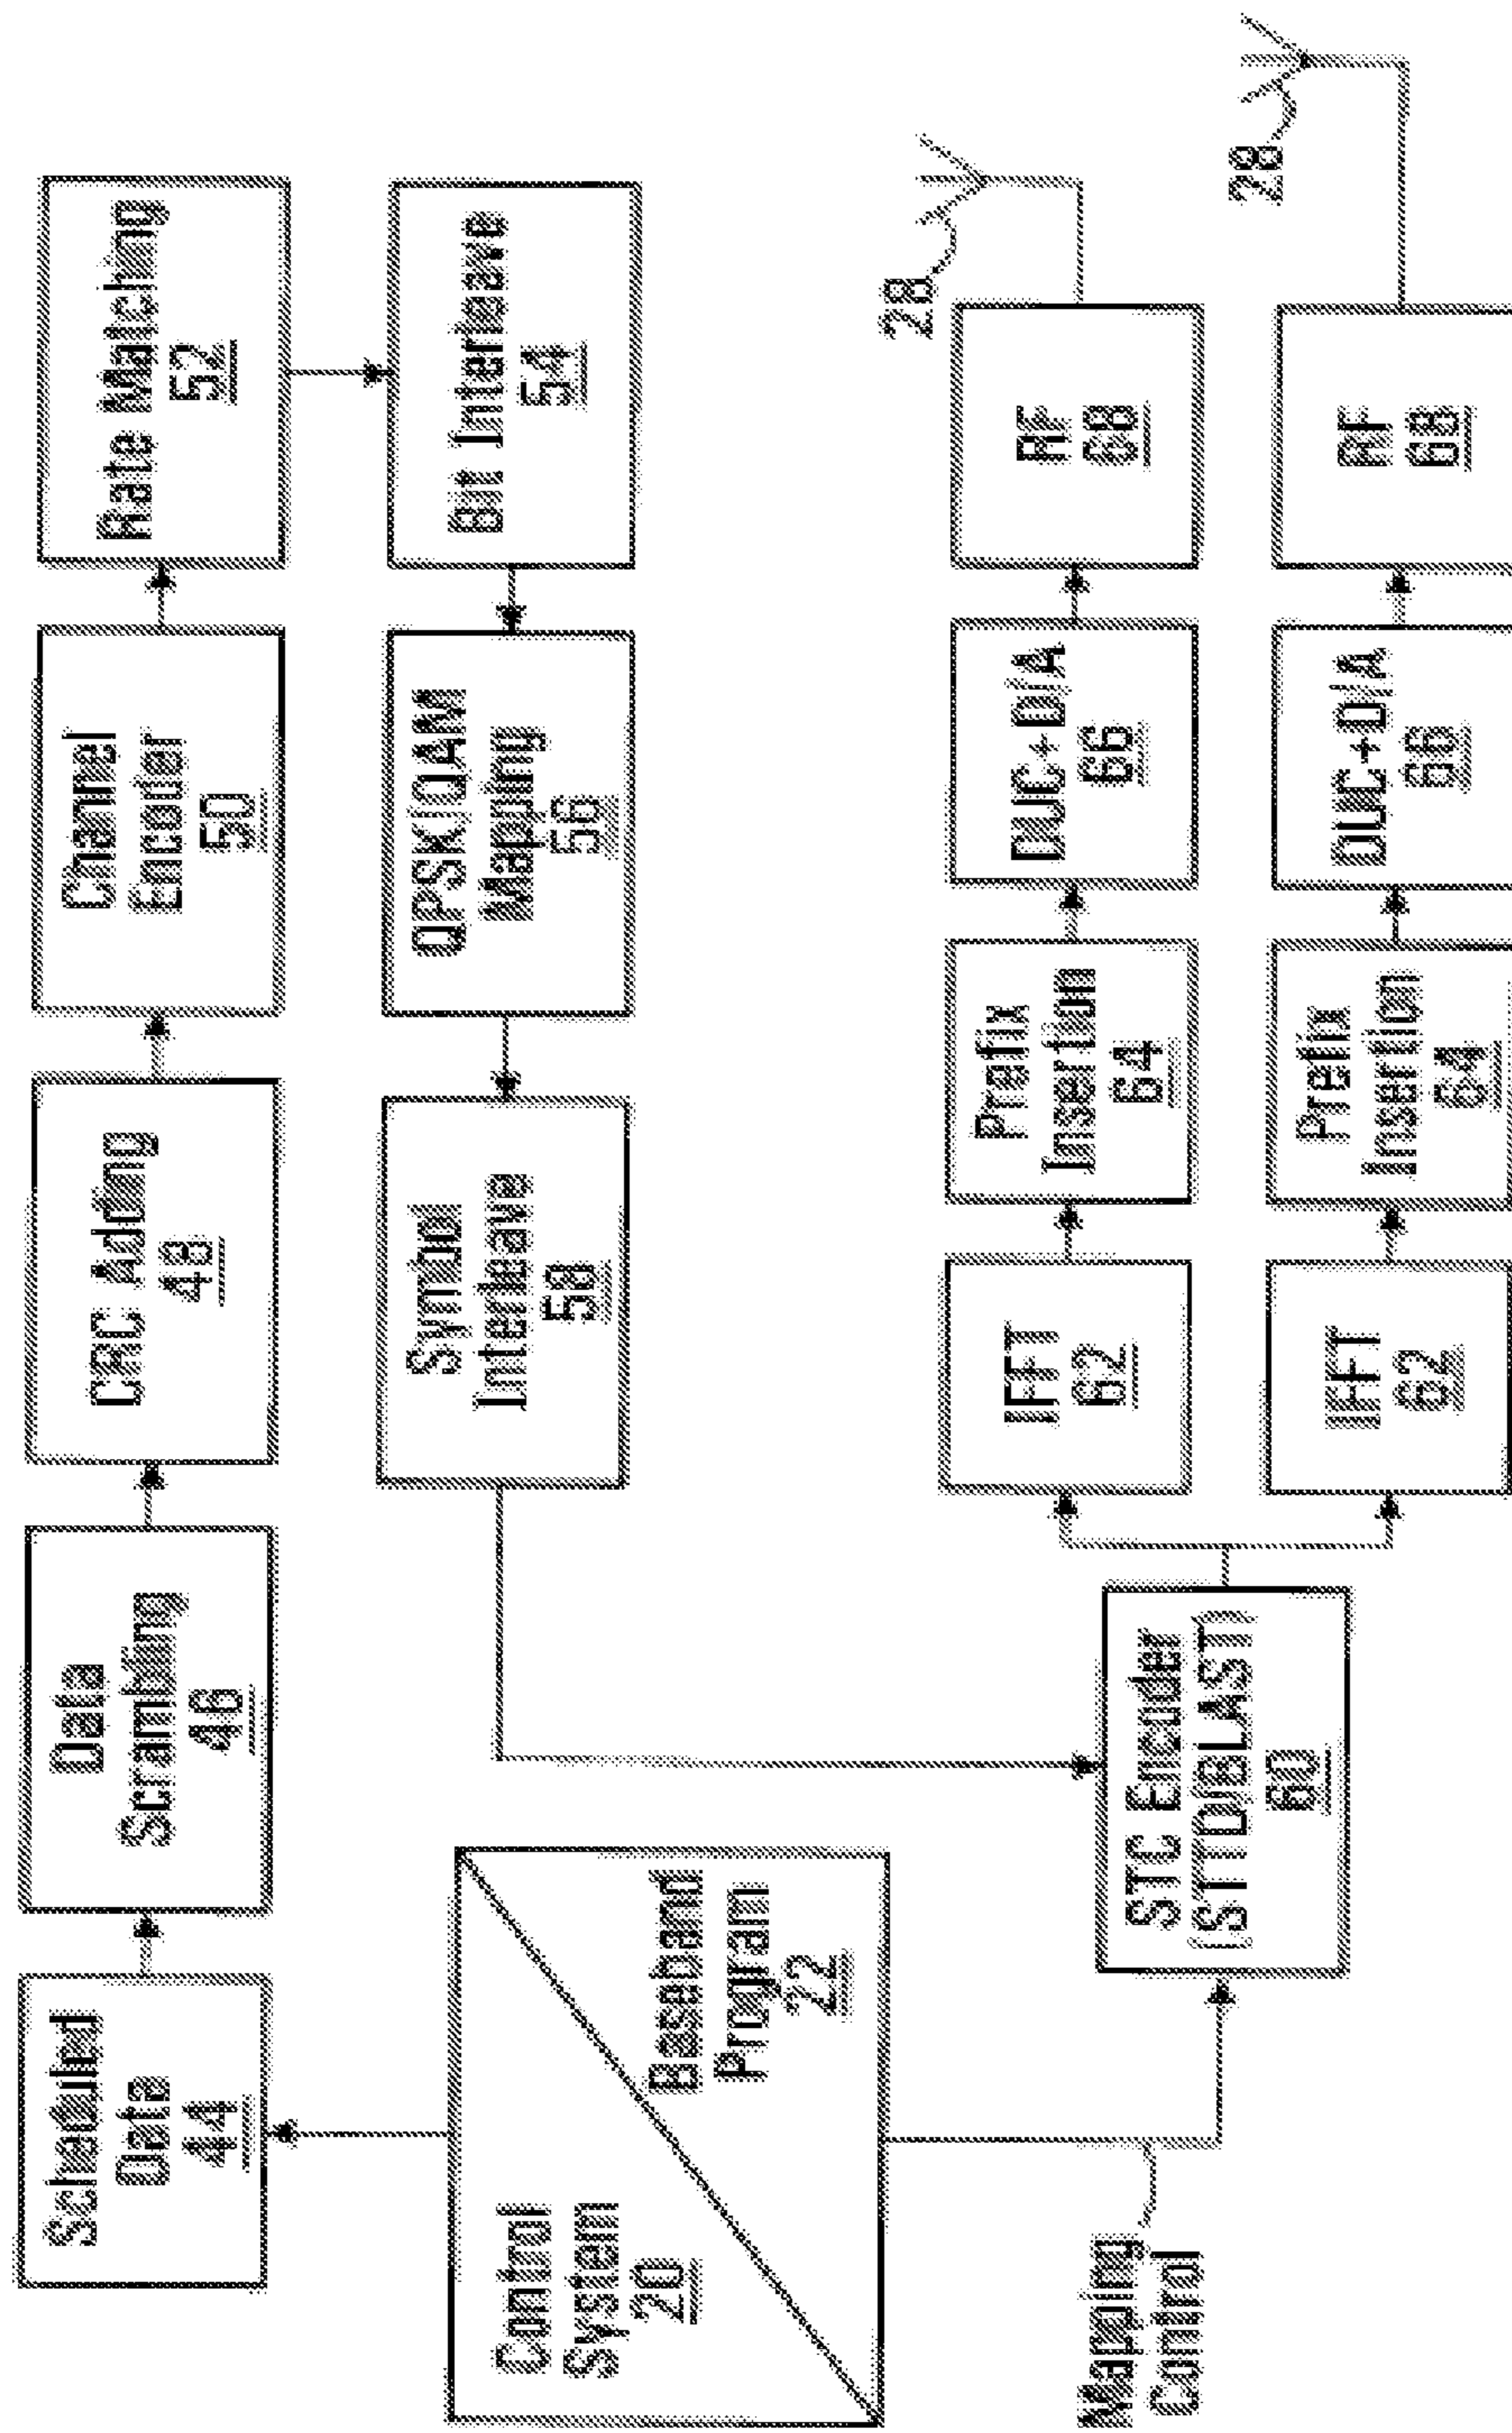 Scheduled
Data
44
Data
Scrambling
46
CRC Adding
48
Channel
Encoder
50
Rate Matching
52
Bit Interleave
54
QPSK/QAM
Mapping
56
Symbol
Interleave
58
Control
System
20
Baseband
Program
22
Mapping
Control
STC Encoder
(STTD/BLAST)
60
IFFT
62
Prefix
Insertion
64
DUC+D/A
66
RF
68
28
IFFT
62
Prefix
Insertion
64
DUC+D/A
66
RF
68
28